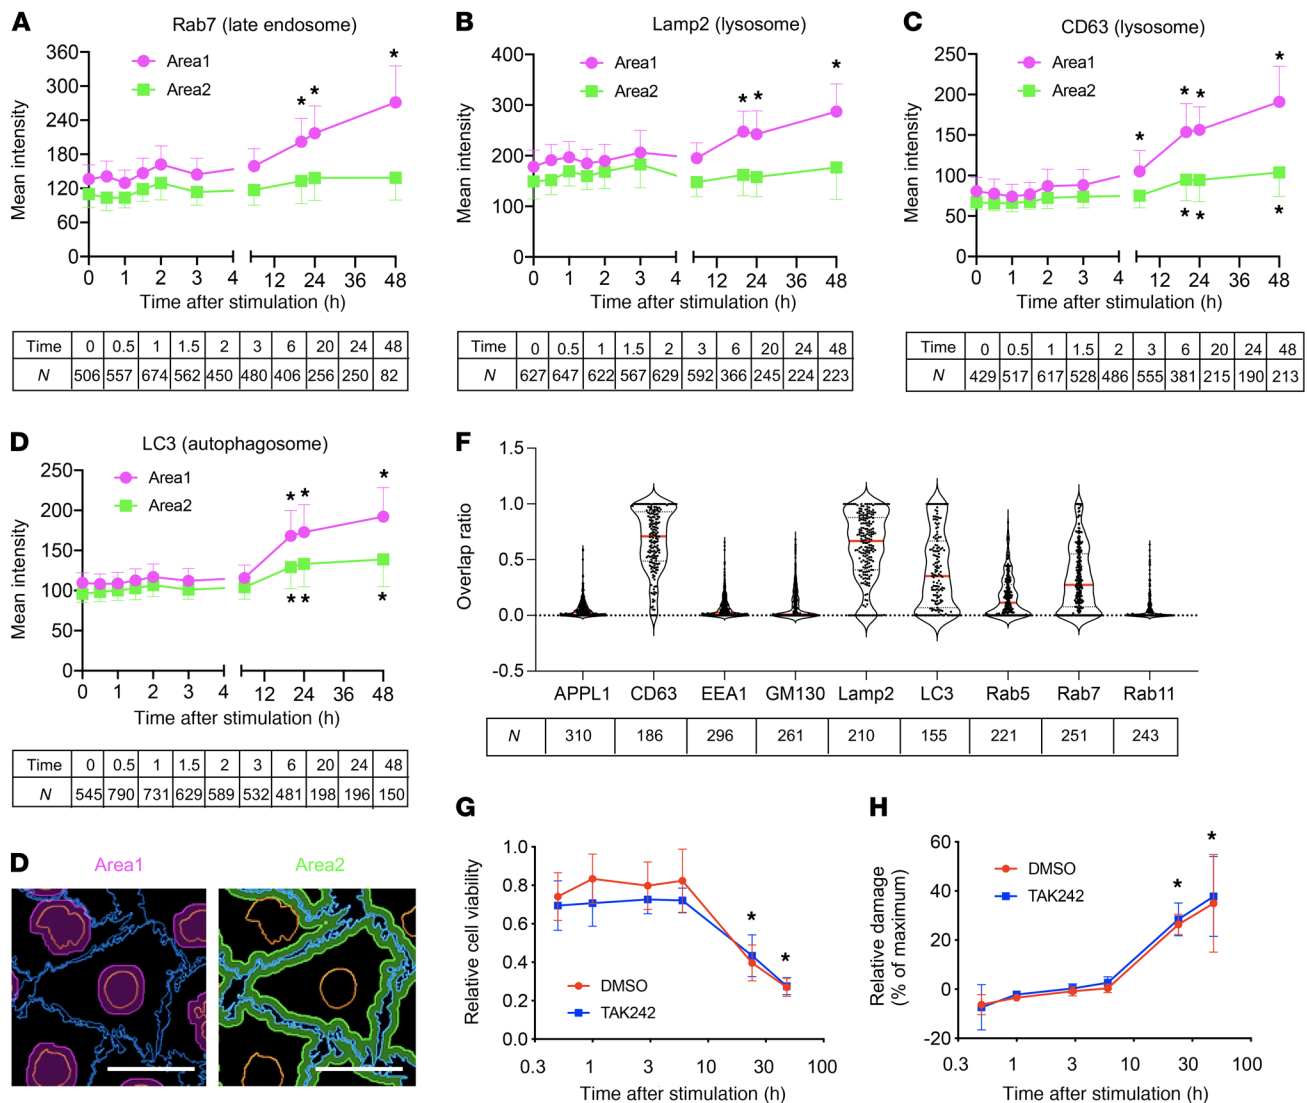 A
Rab7 (late endosome)
Mean intensity
360
300
240
180
120
60
0
Area1
Area2
* * *
0 1 2 3 4 12 24 36 48
Time after stimulation (h)
Time 0 0.5 1 1.5 2 3 6 20 24 48
N 506 557 674 562 450 480 406 256 250 82
B
Lamp2 (lysosome)
Mean intensity
400
300
200
100
0
Area1
Area2
* * *
0 1 2 3 4 12 24 36 48
Time after stimulation (h)
Time 0 0.5 1 1.5 2 3 6 20 24 48
N 627 647 622 567 629 592 366 245 224 223
C
CD63 (lysosome)
Mean intensity
250
200
150
100
50
0
Area1
Area2
* * * *
* * *
0 1 2 3 4 12 24 36 48
Time after stimulation (h)
Time 0 0.5 1 1.5 2 3 6 20 24 48
N 429 517 617 528 486 555 381 215 190 213
D
LC3 (autophagosome)
Mean intensity
250
200
150
100
50
0
Area1
Area2
* * *
* * *
0 1 2 3 4 12 24 36 48
Time after stimulation (h)
Time 0 0.5 1 1.5 2 3 6 20 24 48
N 545 790 731 629 589 532 481 198 196 150
F
Overlap ratio
1.5
1.0
0.5
0.0
-0.5
APPL1 CD63 EEA1 GM130 Lamp2 LC3 Rab5 Rab7 Rab11
N 310 186 296 261 210 155 221 251 243
D
Area1
Area2
G
Relative cell viability
1.0
0.8
0.6
0.4
0.2
0.0
DMSO
TAK242
* *
0.3 1 3 10 30 100
Time after stimulation (h)
H
Relative damage
(% of maximum)
60
40
20
0
-20
DMSO
TAK242
* *
0.3 1 3 10 30 100
Time after stimulation (h)